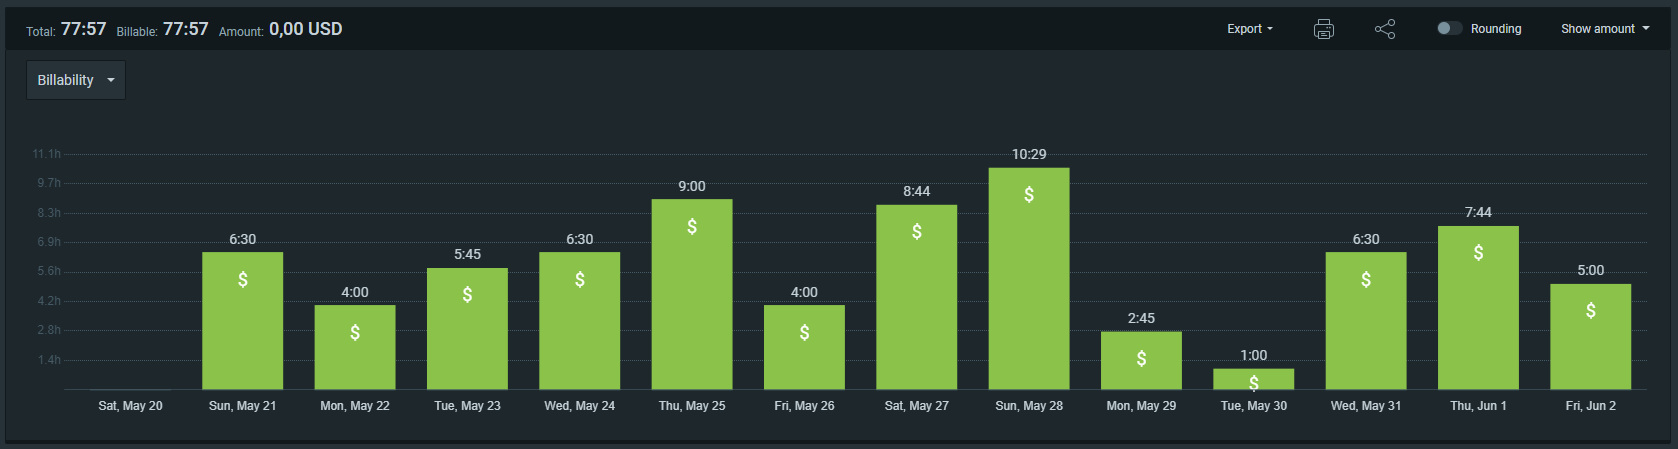 Total: 77:57 Billable: 77:57 Amount: 0,00 USD Export Rounding Show amount
Billability
11.1h
9.7h
8.3h
6.9h
5.6h
4.2h
2.8h
1.4h
6:30 4:00 5:45 6:30 9:00 4:00 8:44 10:29 2:45 1:00 6:30 7:44 5:00
$ $ $ $ $ $ $ $ $ $ $ $ $
Sat, May 20 Sun, May 21 Mon, May 22 Tue, May 23 Wed, May 24 Thu, May 25 Fri, May 26 Sat, May 27 Sun, May 28 Mon, May 29 Tue, May 30 Wed, May 31 Thu, Jun 1 Fri, Jun 2